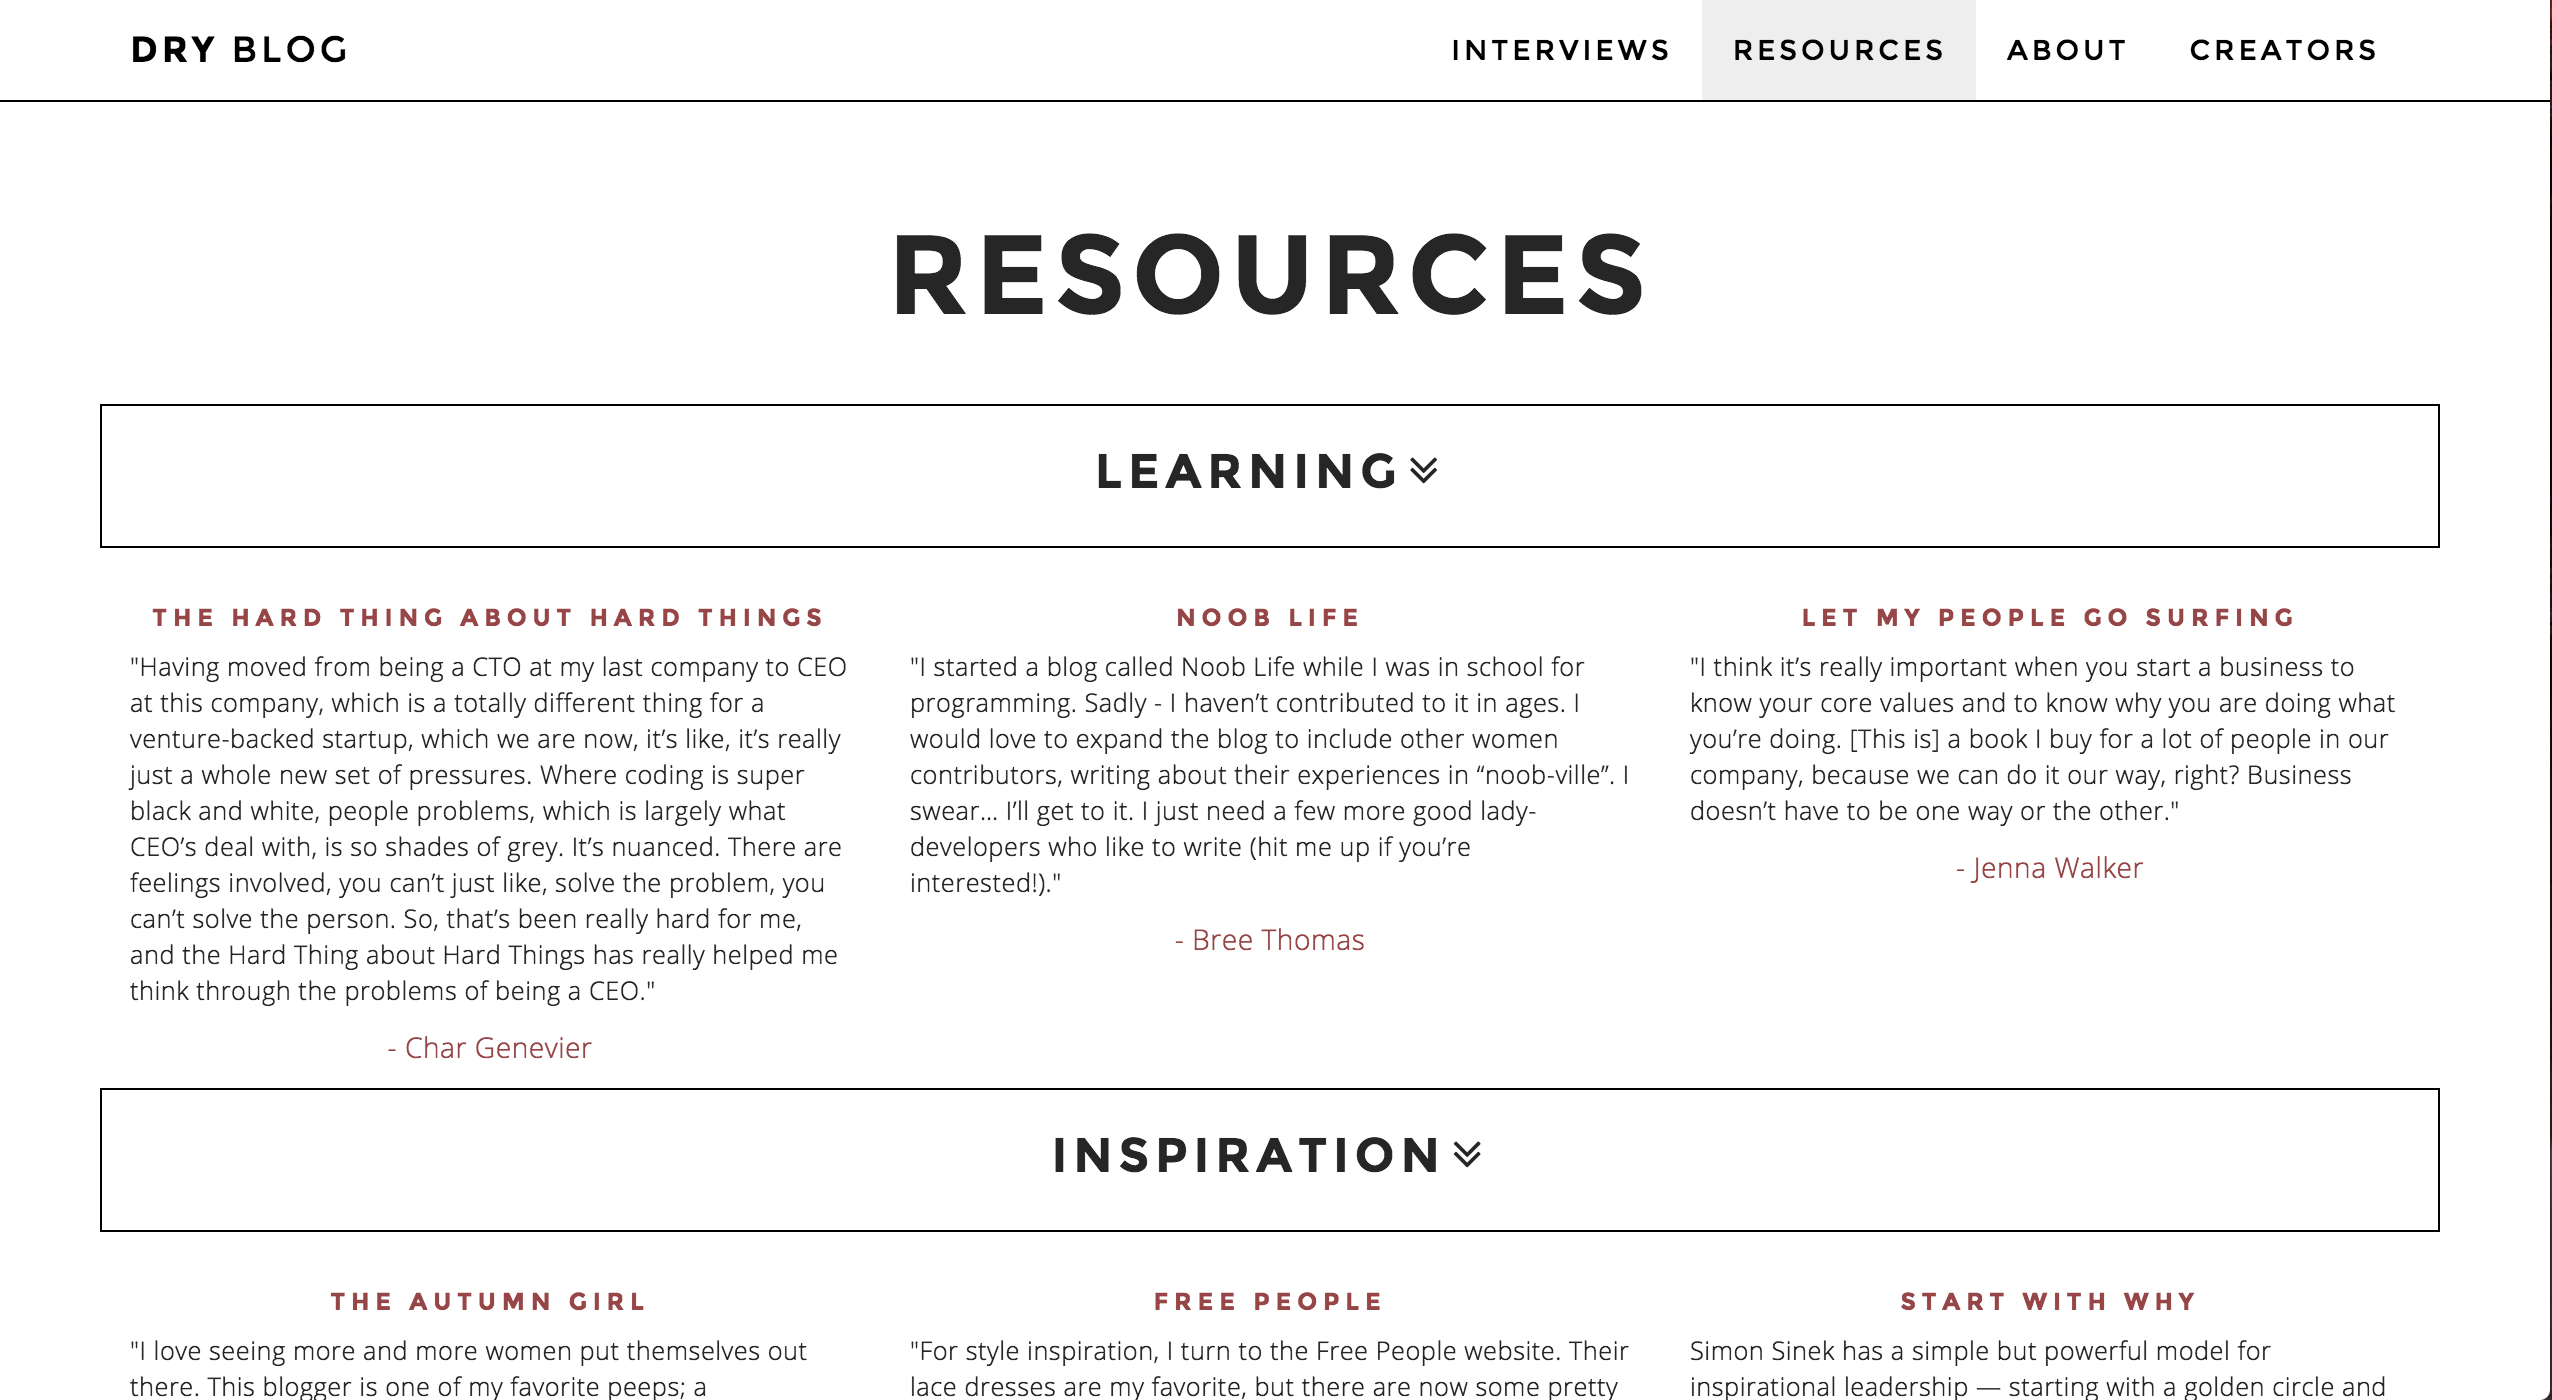 DRY BLOG
INTERVIEWS RESOURCES ABOUT CREATORS
RESOURCES
LEARNING
THE HARD THING ABOUT HARD THINGS
"Having moved from being a CTO at my last company to CEO
at this company, which is a totally different thing for a
venture-backed startup, which we are now, it’s like, it’s really
just a whole new set of pressures. Where coding is super
black and white, people problems, which is largely what
CEO’s deal with, is so shades of grey. It’s nuanced. There are
feelings involved, you can’t just like, solve the problem, you
can’t solve the person. So, that’s been really hard for me,
and the Hard Thing about Hard Things has really helped me
think through the problems of being a CEO."
- Char Genevier
NOOB LIFE
"I started a blog called Noob Life while I was in school for
programming. Sadly - I haven’t contributed to it in ages. I
would love to expand the blog to include other women
contributors, writing about their experiences in “noob-ville”. I
swear... I’ll get to it. I just need a few more good lady-
developers who like to write (hit me up if you’re
interested!)."
- Bree Thomas
LET MY PEOPLE GO SURFING
"I think it’s really important when you start a business to
know your core values and to know why you are doing what
you’re doing. [This is] a book I buy for a lot of people in our
company, because we can do it our way, right? Business
doesn’t have to be one way or the other."
- Jenna Walker
INSPIRATION
THE AUTUMN GIRL
"I love seeing more and more women put themselves out
there. This blogger is one of my favorite peeps; a
FREE PEOPLE
"For style inspiration, I turn to the Free People website. Their
lace dresses are my favorite, but there are now some pretty
START WITH WHY
Simon Sinek has a simple but powerful model for
inspirational leadership — starting with a golden circle and